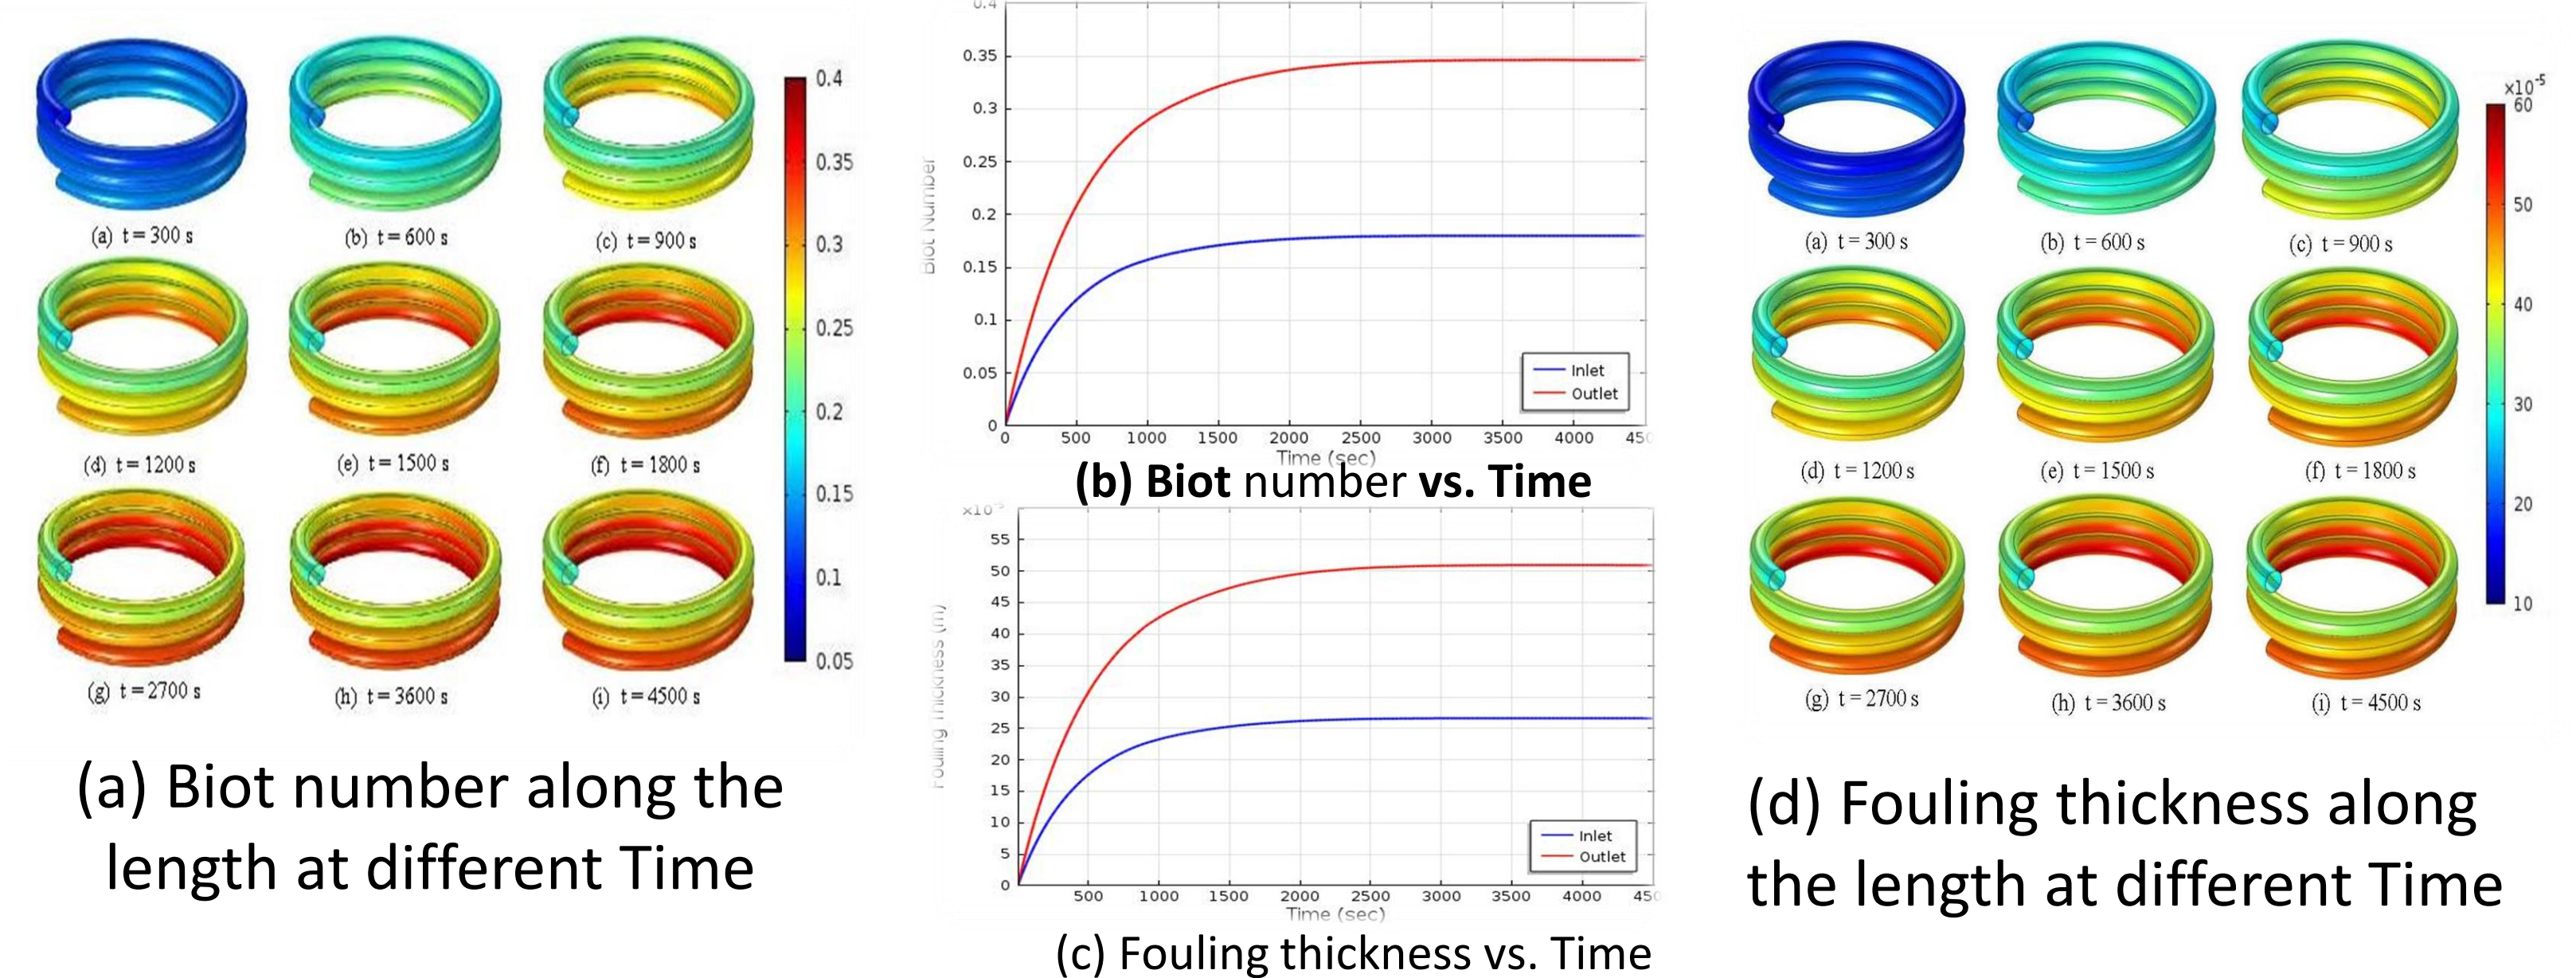 (a) t = 300 s
(b) t = 600 s
(c) t = 900 s
(d) t = 1200 s
(e) t = 1500 s
(f) t = 1800 s
(g) t = 2700 s
(h) t = 3600 s
(i) t = 4500 s
0.4
0.35
0.3
0.25
0.2
0.15
0.1
0.05
(a) Biot number along the
length at different Time
0.4
0.35
0.3
0.25
0.2
0.15
0.1
0.05
0
Biot Number
0 500 1000 1500 2000 2500 3000 3500 4000 450
Time (sec)
Inlet
Outlet
(b) Biot number vs. Time
55
50
45
40
35
30
25
20
15
10
5
0
Fouling Thickness (m)
500 1000 1500 2000 2500 3000 3500 4000 450
Time (sec)
Inlet
Outlet
(c) Fouling thickness vs. Time
(a) t = 300 s
(b) t = 600 s
(c) t = 900 s
(d) t = 1200 s
(e) t = 1500 s
(f) t = 1800 s
(g) t = 2700 s
(h) t = 3600 s
(i) t = 4500 s
x10⁻⁵
60
50
40
30
20
10
(d) Fouling thickness along
the length at different Time